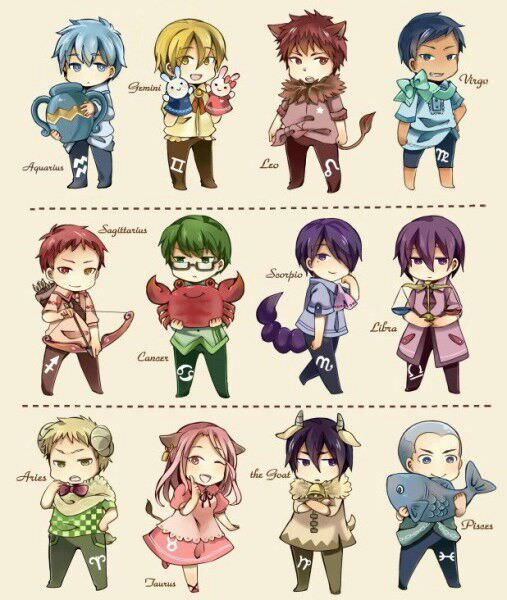 Aquarius
Gemini
Leo
Virgo
Sagittarius
Cancer
Scorpio
Libra
Aries
Taurus
the Goat
Pisces